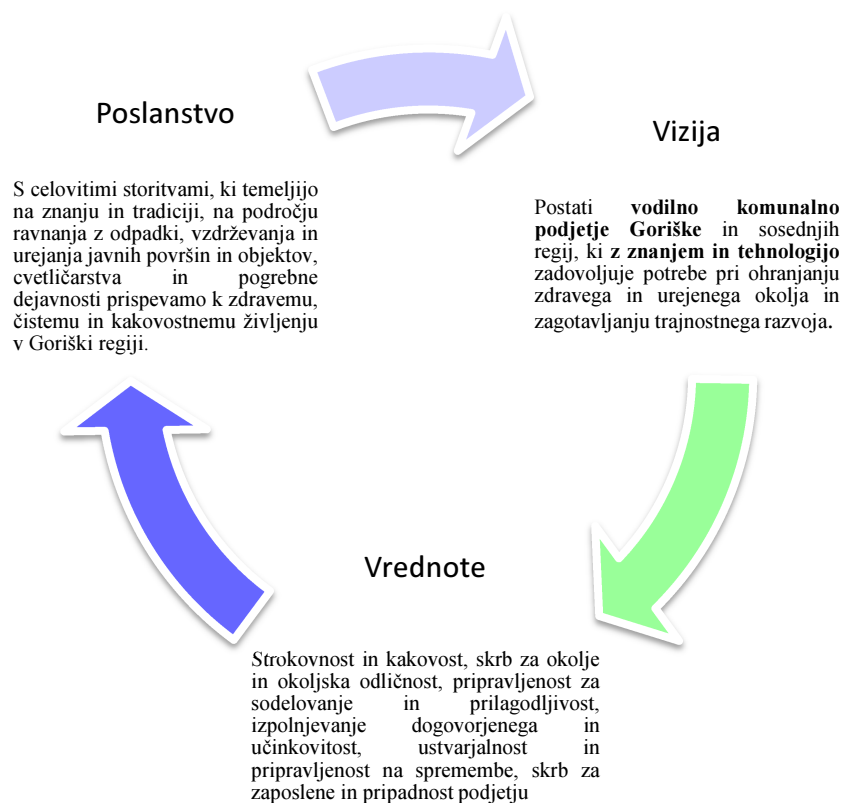 Poslanstvo
S celovitimi storitvami, ki temeljijo
na znanju in tradiciji, na področju
ravnanja z odpadki, vzdrževanja in
urejanja javnih površin in objektov,
cvetličarstva in pogrebne
dejavnosti prispevamo k zdravemu,
čistemu in kakovostnemu življenju
v Goriški regiji.
Vizija
Postati vodilno komunalno
podjetje Goriške in sosednjih
regij, ki z znanjem in tehnologijo
zadovoljuje potrebe pri ohranjanju
zdravega in urejenega okolja in
zagotavljanju trajnostnega razvoja.
Vrednote
Strokovnost in kakovost, skrb za okolje
in okoljska odličnost, pripravljenost za
sodelovanje in prilagodljivost,
izpolnjevanje dogovorjenega in
učinkovitost, ustvarjalnost in
pripravljenost na spremembe, skrb za
zaposlene in pripadnost podjetju